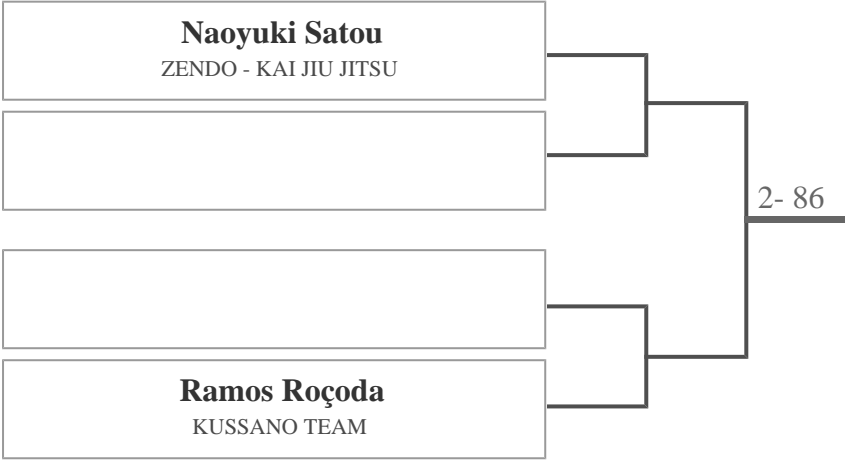 Naoyuki Satou
ZENDO - KAI JIU JITSU
2- 86
Ramos Roçoda
KUSSANO TEAM